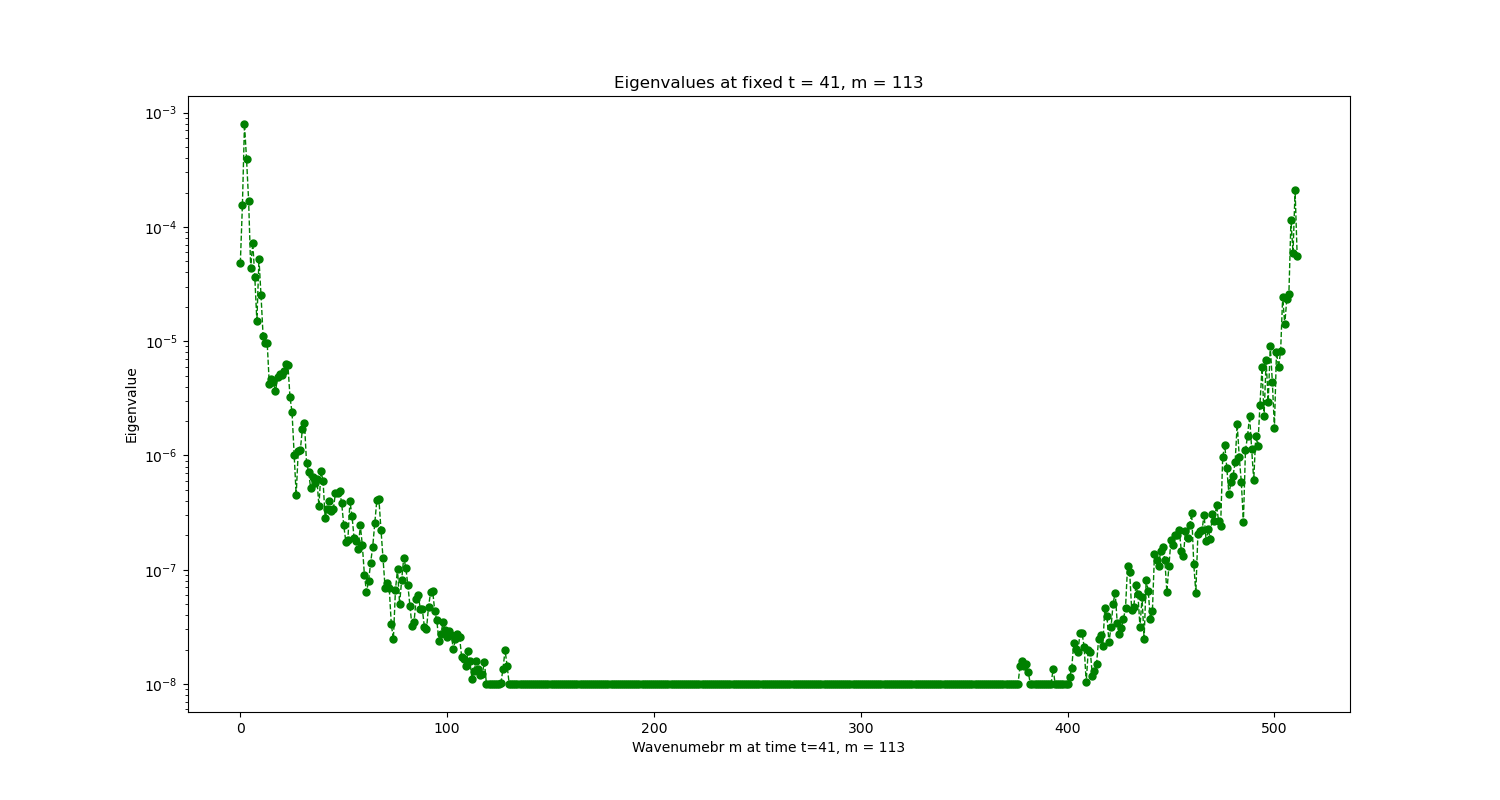 Eigenvalues at fixed t = 41, m = 113
10⁻³
10⁻⁴
10⁻⁵
10⁻⁶
10⁻⁷
10⁻⁸
Eigenvalue
0 100 200 300 400 500
Wavenumebr m at time t=41, m = 113